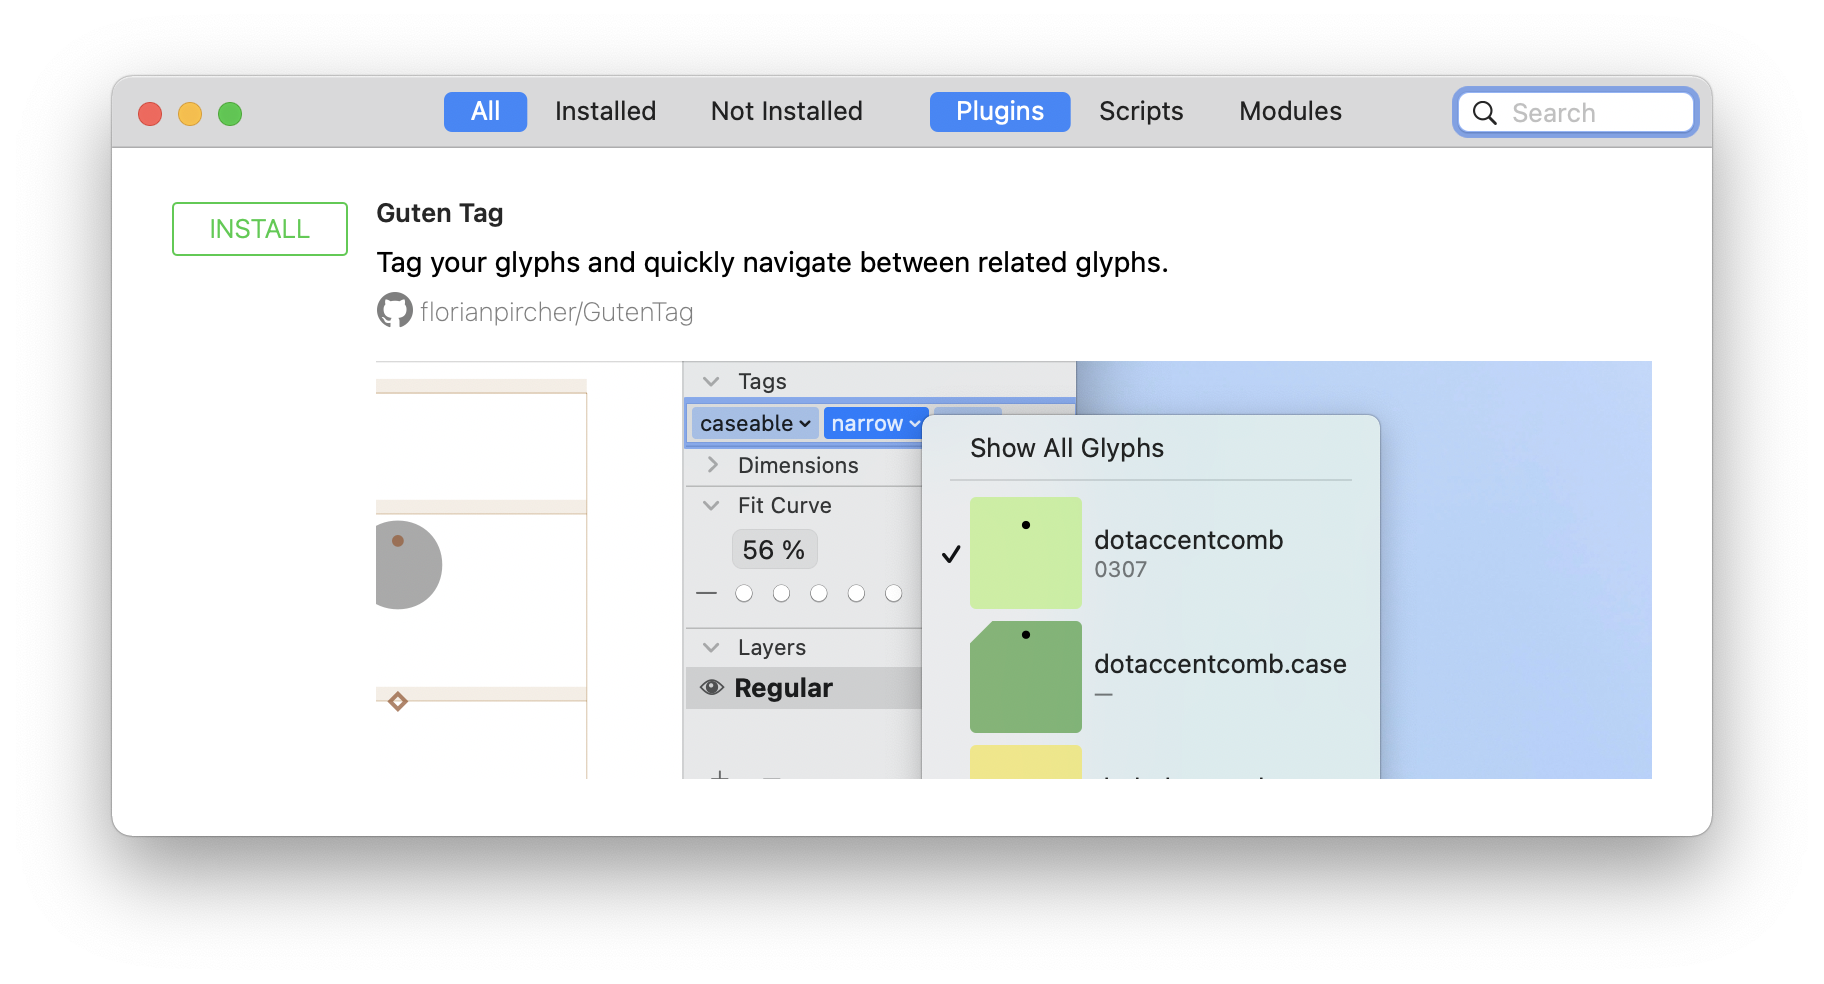 All Installed Not Installed Plugins Scripts Modules Search
INSTALL
Guten Tag
Tag your glyphs and quickly navigate between related glyphs.
florianpircher/GutenTag
Tags
caseable narrow
Dimensions
Fit Curve
56 %
Layers
Regular
Show All Glyphs
dotaccentcomb
0307
dotaccentcomb.case
—